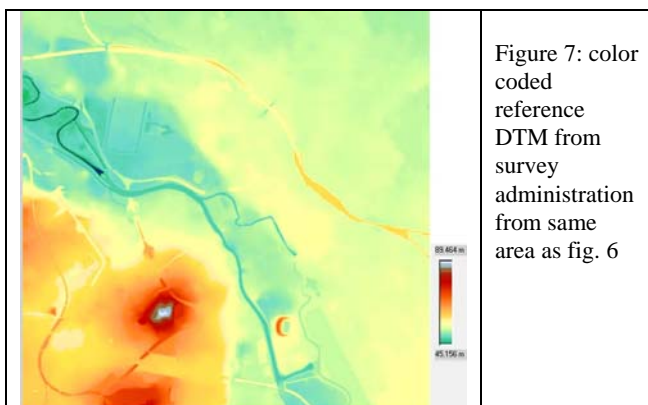 Figure 7: color
coded
reference
DTM from
survey
administration
from same
area as fig. 6
89.464 m
45.156 m